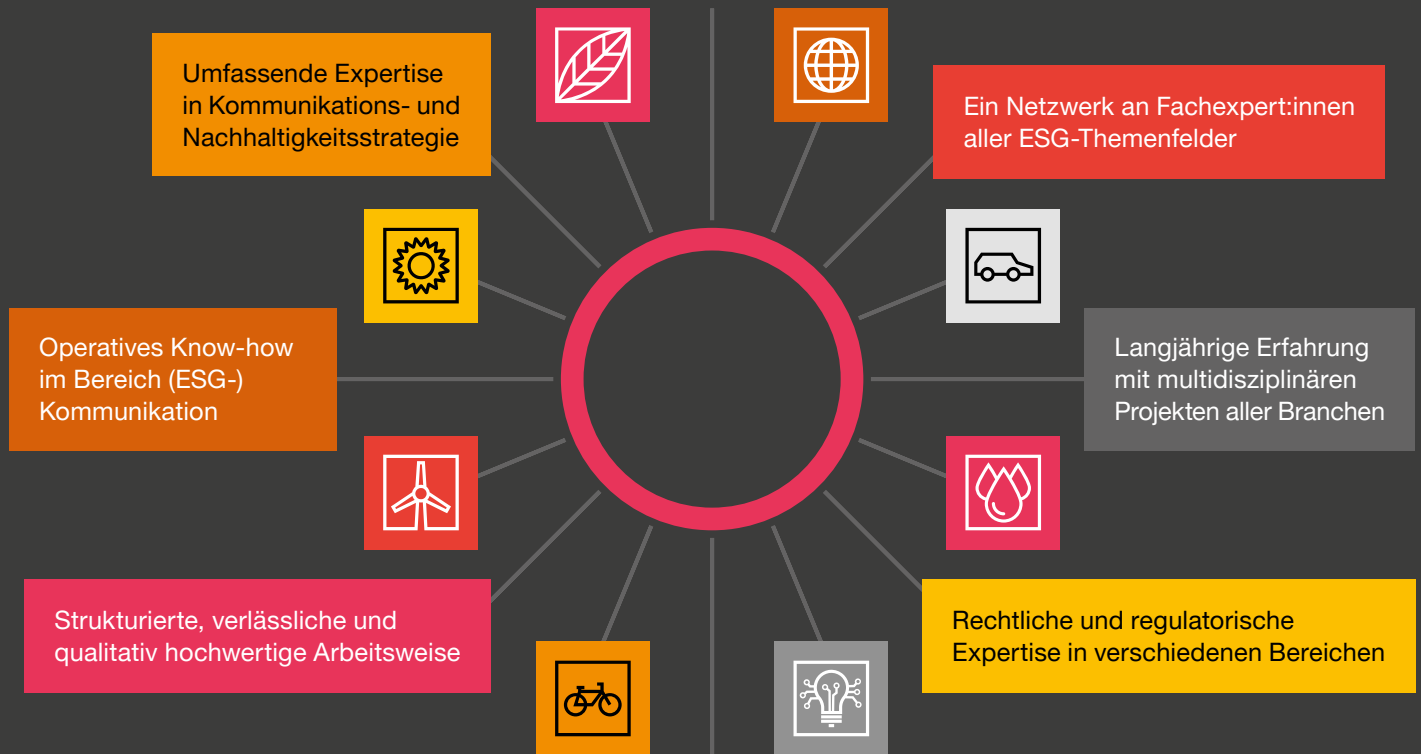 Umfassende Expertise
in Kommunikations- und
Nachhaltigkeitsstrategie
Ein Netzwerk an Fachexpert:innen
aller ESG-Themenfelder
Operatives Know-how
im Bereich (ESG-)
Kommunikation
Langjährige Erfahrung
mit multidisziplinären
Projekten aller Branchen
Strukturierte, verlässliche und
qualitativ hochwertige Arbeitsweise
Rechtliche und regulatorische
Expertise in verschiedenen Bereichen